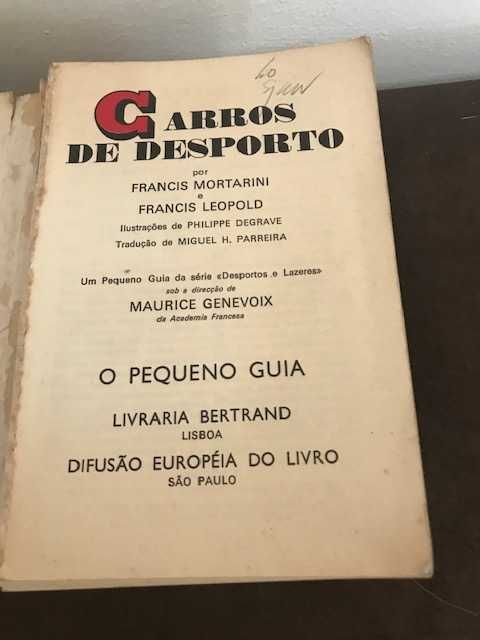 CARROS
DE DESPORTO
por
FRANCIS MORTARINI
e
FRANCIS LEOPOLD
Ilustrações de PHILIPPE DEGRAVE
Tradução de MIGUEL H. PARREIRA
Um Pequeno Guia da série «Desportos e Lazeres»
sob a direcção de
MAURICE GENEVOIX
da Academia Francesa
O PEQUENO GUIA
LIVRARIA BERTRAND
LISBOA
DIFUSÃO EUROPÉIA DO LIVRO
SÃO PAULO